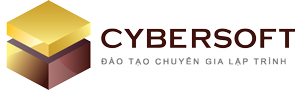 CYBERSOFT
ĐÀO TẠO CHUYÊN GIA LẬP TRÌNH